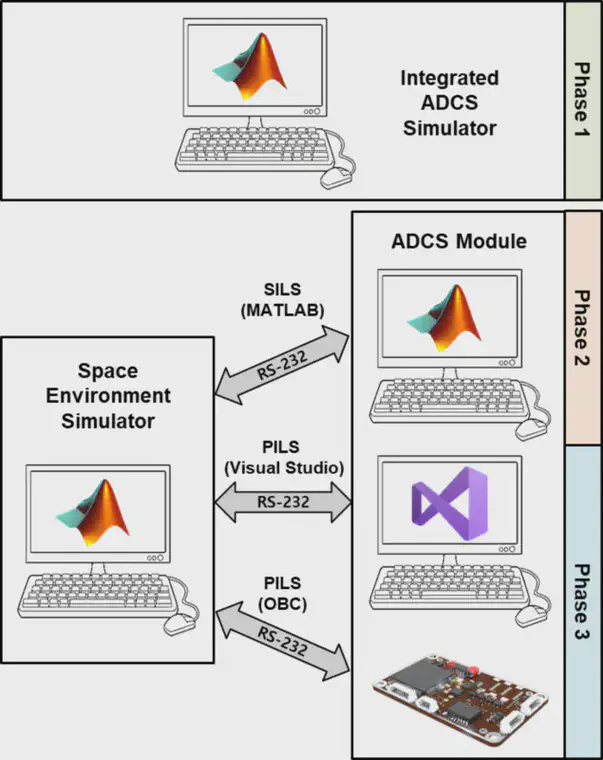 Integrated
ADCS
Simulator
Phase 1
ADCS Module
Phase 2
SILS
(MATLAB)
RS-232
Space
Environment
Simulator
PILS
(Visual Studio)
RS-232
Phase 3
PILS
(OBC)
RS-232